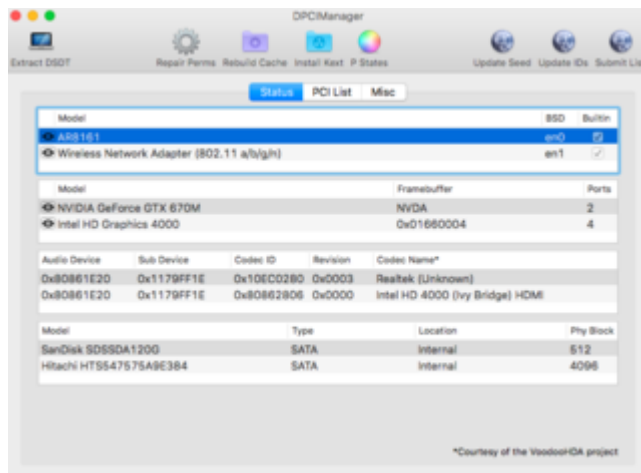 DPCIManager
Extract DSDT Repair Perms Rebuild Cache Install Kext P States Update Seed Update IDs Submit Lis
Status PCI List Misc
Model BSD Builtin
AR8161 en0
Wireless Network Adapter (802.11 a/b/g/n) en1
Model Framebuffer Ports
NVIDIA GeForce GTX 670M NVDA 2
Intel HD Graphics 4000 0x01660004 4
Audio Device Sub Device Codec ID Revision Codec Name*
0x80861E20 0x1179FF1E 0x10EC0280 0x0003 Realtek (Unknown)
0x80861E20 0x1179FF1E 0x80862806 0x0000 Intel HD 4000 (Ivy Bridge) HDMI
Model Type Location Phy Block
SanDisk SDSSDA120G SATA Internal 512
Hitachi HTS547575A9E384 SATA Internal 4096
*Courtesy of the VoodooHDA project